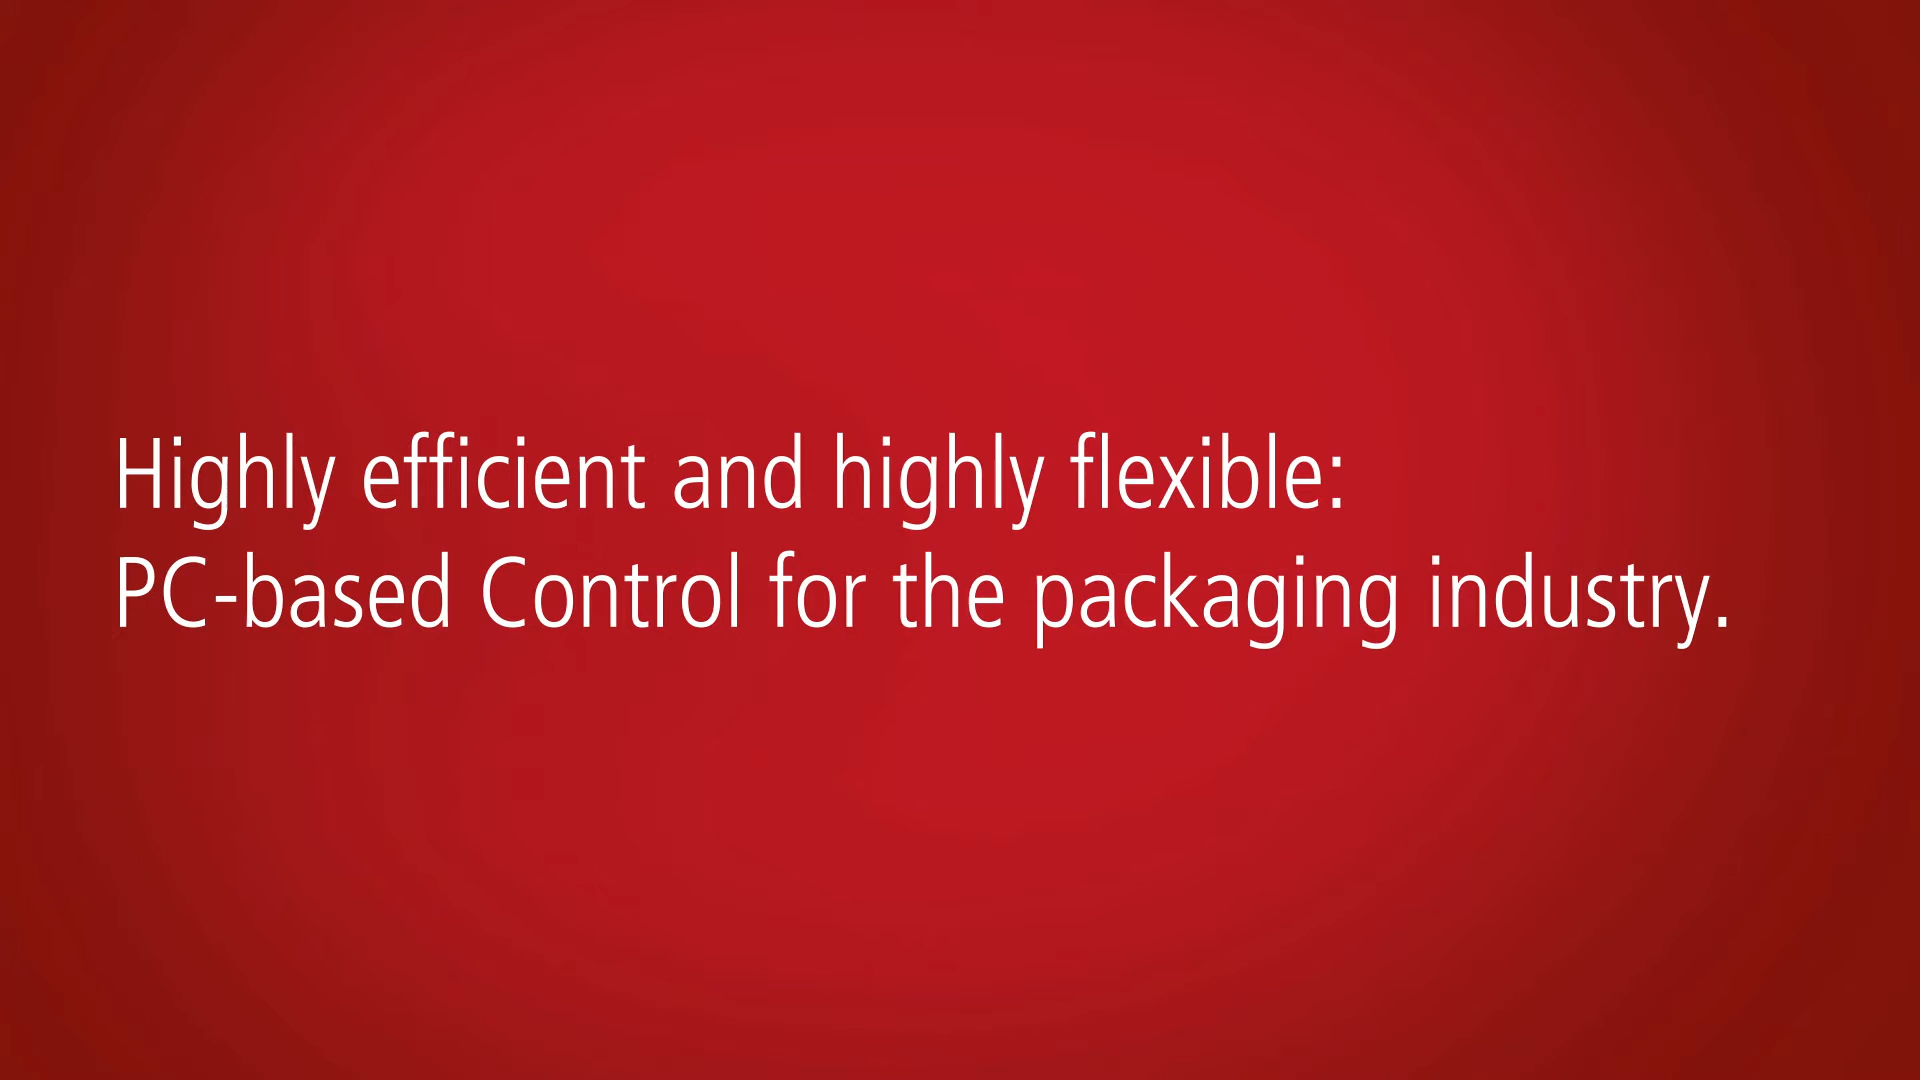 Highly efficient and highly flexible:
PC-based Control for the packaging industry.